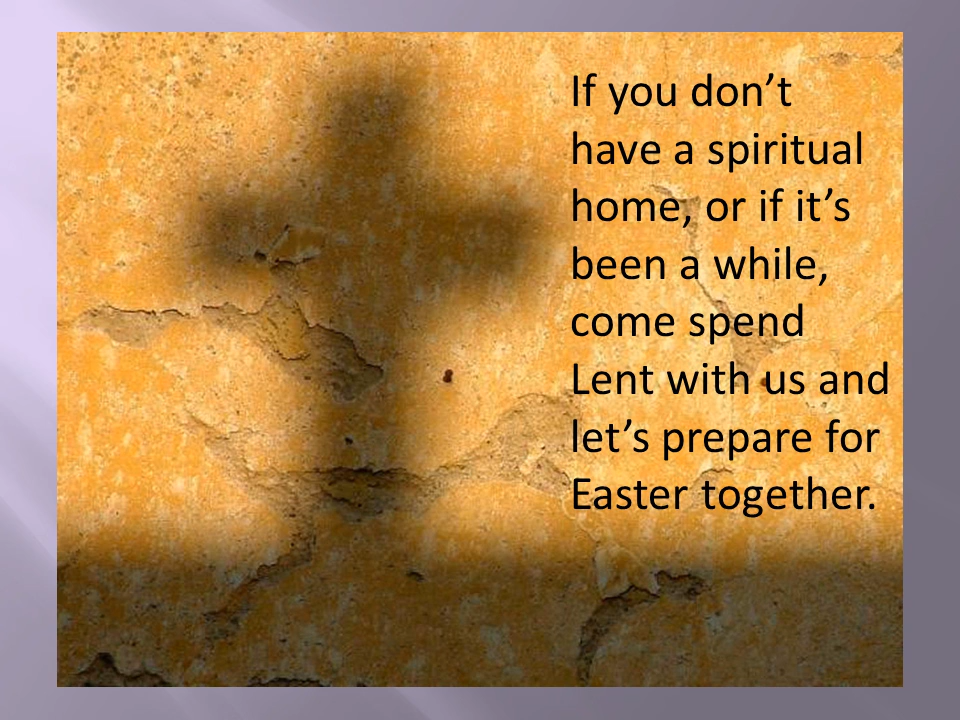 If you don’t
have a spiritual
home, or if it’s
been a while,
come spend
Lent with us and
let’s prepare for
Easter together.